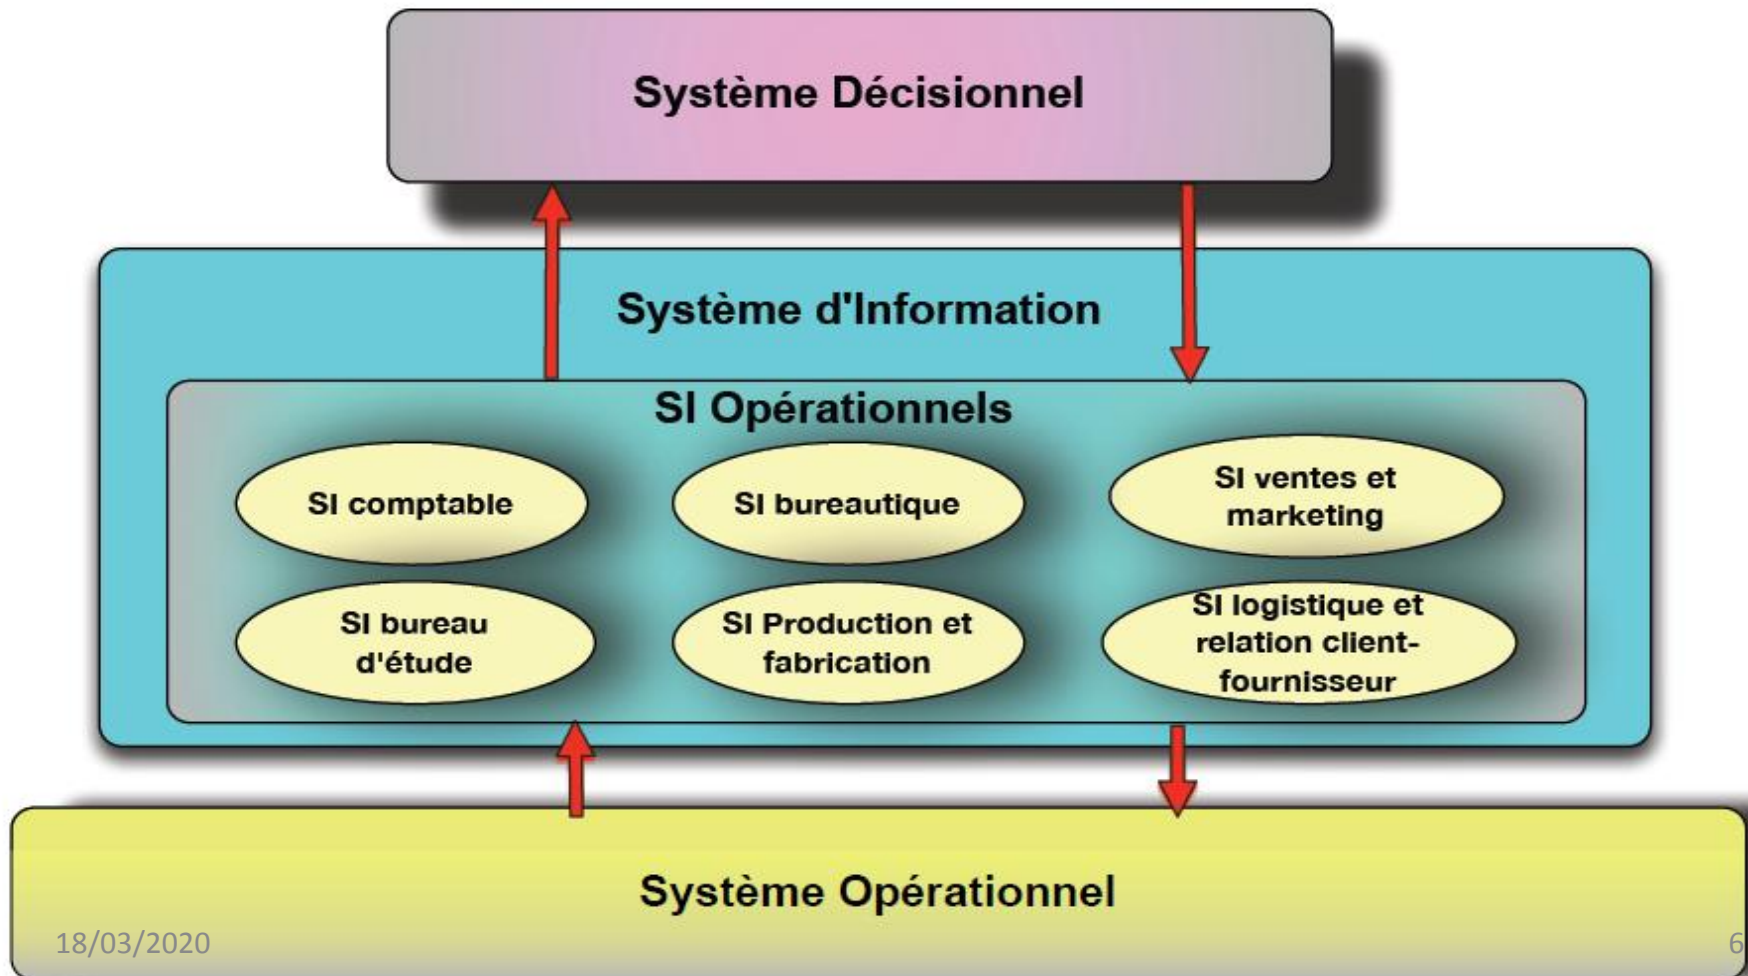 Système Décisionnel
Système d'Information
SI Opérationnels
SI comptable
SI bureautique
SI ventes et
marketing
SI bureau
d'étude
SI Production et
fabrication
SI logistique et
relation client-
fournisseur
Système Opérationnel
18/03/2020
6